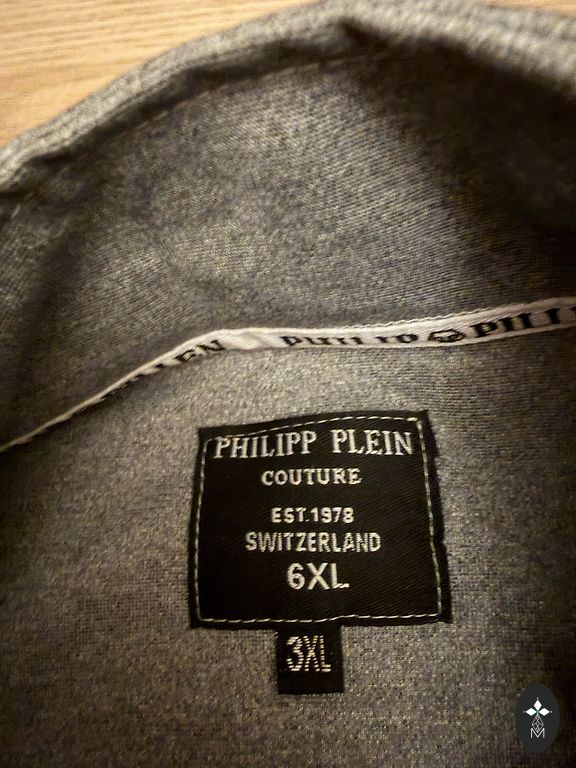 PHILIPP PLEIN
COUTURE
EST.1978
SWITZERLAND
6XL
3XL